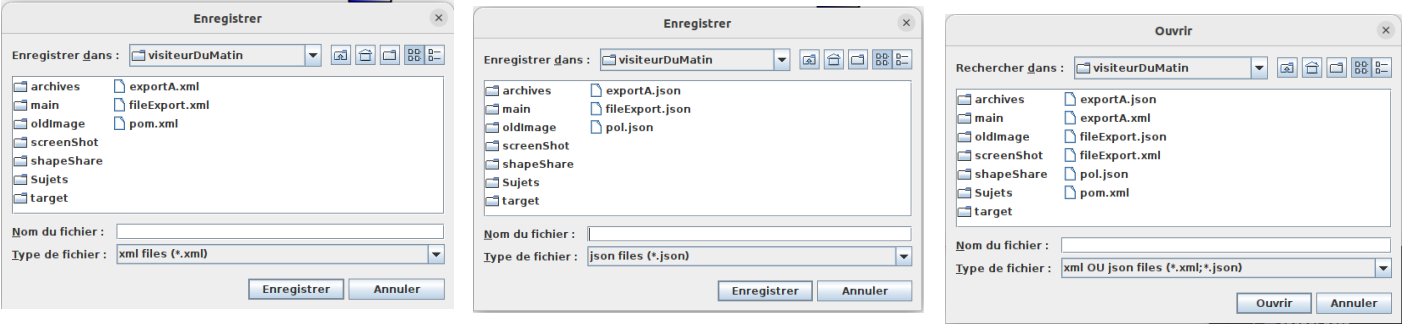 Enregistrer
Enregistrer dans : visiteurDuMatin
archives exportA.xml
main fileExport.xml
oldImage pom.xml
screenShot
shapeShare
Sujets
target
Nom du fichier :
Type de fichier : xml files (*.xml)
Enregistrer Annuler
Enregistrer
Enregistrer dans : visiteurDuMatin
archives exportA.json
main fileExport.json
oldImage pol.json
screenShot
shapeShare
Sujets
target
Nom du fichier :
Type de fichier : json files (*.json)
Enregistrer Annuler
Ouvrir
Rechercher dans : visiteurDuMatin
archives exportA.json
main exportA.xml
oldImage fileExport.json
screenShot fileExport.xml
shapeShare pol.json
Sujets pom.xml
target
Nom du fichier :
Type de fichier : xml OU json files (*.xml;*.json)
Ouvrir Annuler